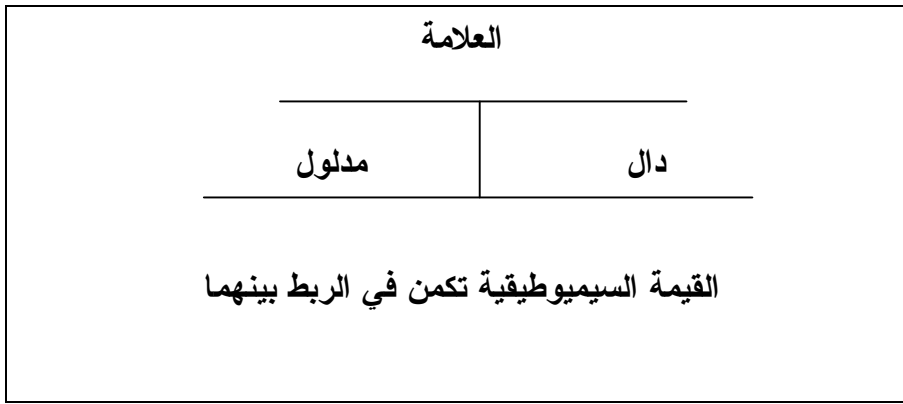 العلامة
دال مدلول
القيمة السيميوطيقية تكمن في الربط بينهما